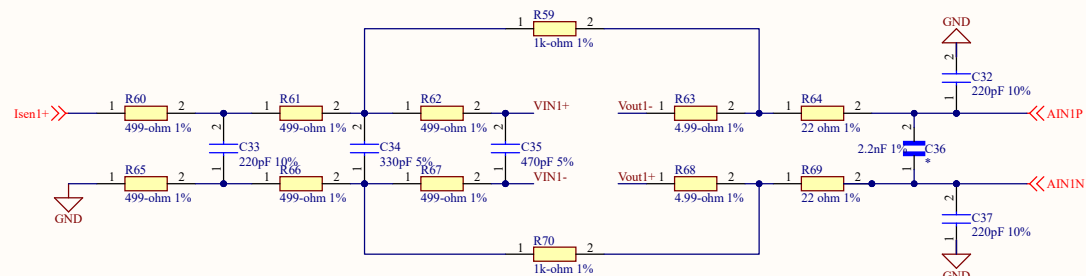 R59
1 2
1k-ohm 1%
GND
2
C32
220pF 10%
1
Isen1+
R60
1 2
499-ohm 1%
R61
1 2
499-ohm 1%
R62
1 2
499-ohm 1%
VIN1+
Vout1-
R63
1 2
4.99-ohm 1%
R64
1 2
22 ohm 1%
AIN1P
2
C33
220pF 10%
1
2
C34
330pF 5%
1
2
C35
470pF 5%
1
2
2.2nF 1%
C36
*
1
R65
1 2
499-ohm 1%
GND
R66
1 2
499-ohm 1%
R67
1 2
499-ohm 1%
VIN1-
Vout1+
R68
1 2
4.99-ohm 1%
R69
1 2
22 ohm 1%
AIN1N
2
C37
220pF 10%
1
GND
R70
1 2
1k-ohm 1%